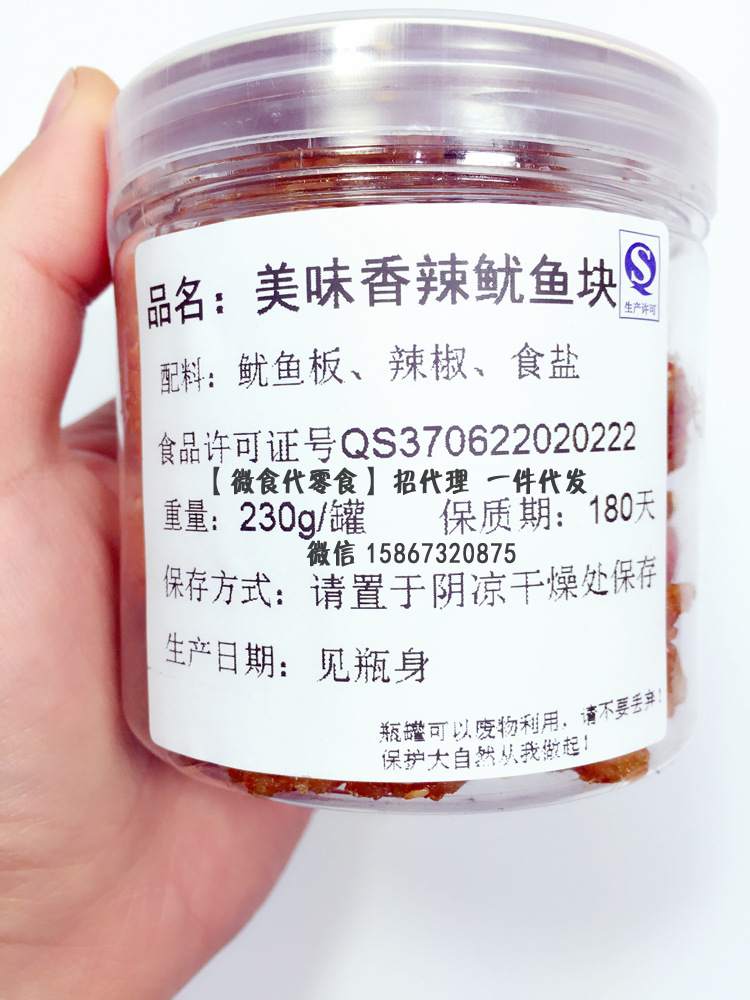 品名：美味香辣鱿鱼块
生产许可
配料：鱿鱼板、辣椒、食盐
食品许可证号QS370622020222
【微食代零食】招代理 一件代发
重量：230g/罐 保质期：180天
微信 15867320875
保存方式：请置于阴凉干燥处保存
生产日期：见瓶身
瓶罐可以废物利用，请不要丢弃！
保护大自然从我做起！